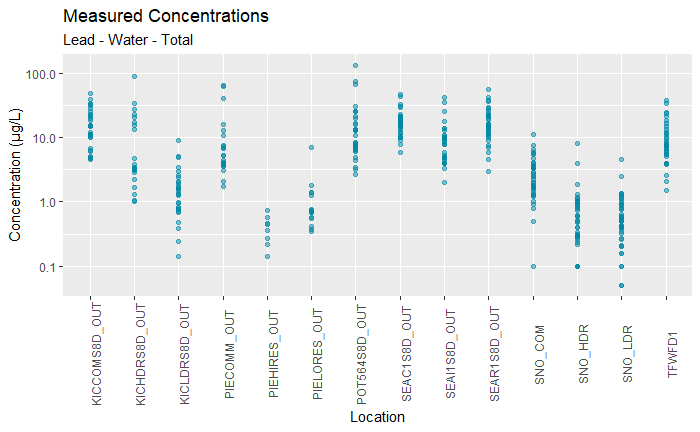 Measured Concentrations
Lead - Water - Total
Concentration (µg/L)
100.0
10.0
1.0
0.1
KICCOMS8D_OUT
KICHDRS8D_OUT
KICLDRS8D_OUT
PIECOMM_OUT
PIEHIRES_OUT
PIELORES_OUT
POT564S8D_OUT
SEAC1S8D_OUT
SEAI1S8D_OUT
SEAR1S8D_OUT
SNO_COM
SNO_HDR
SNO_LDR
TFWFD1
Location